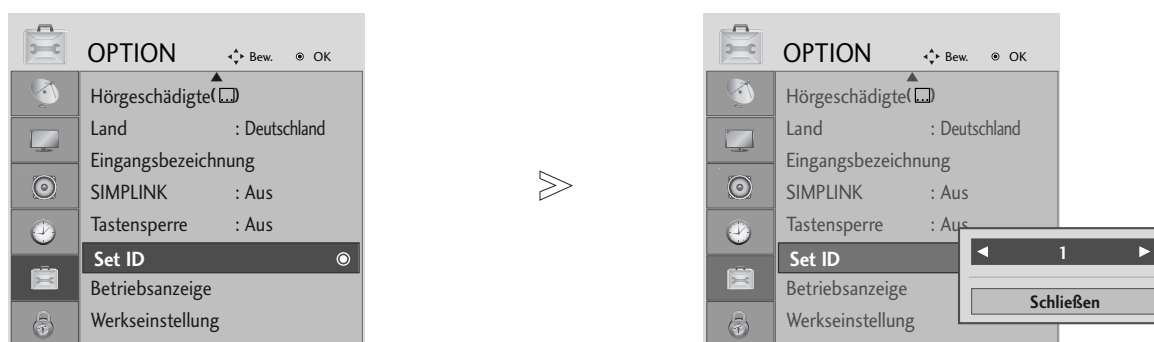 OPTION Bew. OK
Hörgeschädigte( )
Land : Deutschland
Eingangsbezeichnung
SIMPLINK : Aus
Tastensperre : Aus
Set ID
Betriebsanzeige
Werkseinstellung
OPTION Bew. OK
Hörgeschädigte( )
Land : Deutschland
Eingangsbezeichnung
SIMPLINK : Aus
Tastensperre : Aus
Set ID
Betriebsanzeige
Werkseinstellung
◄ 1 ►
Schließen